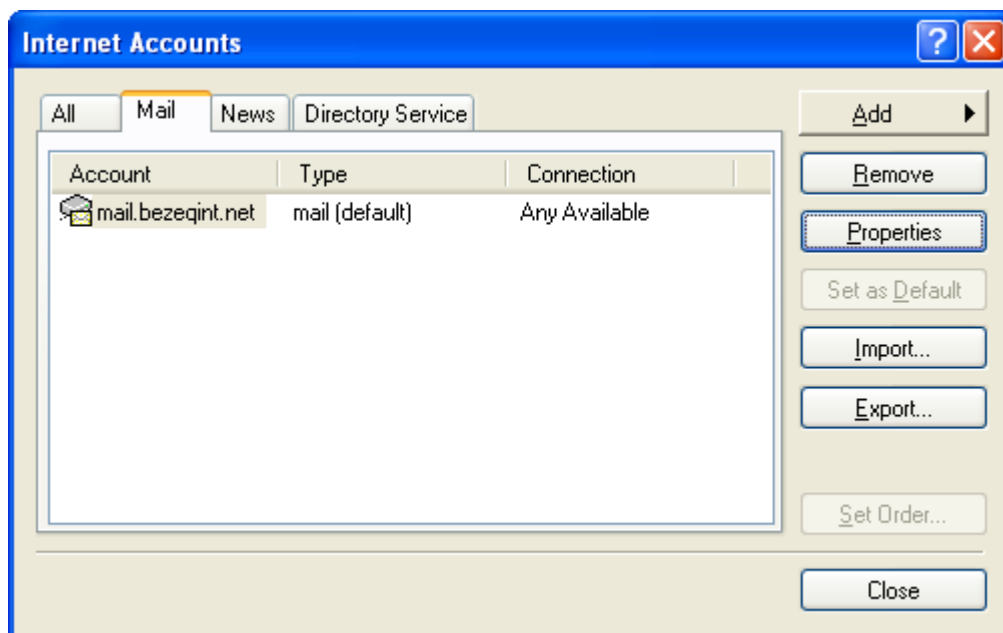 Internet Accounts
All Mail News Directory Service
Account Type Connection
mail.bezeqint.net mail (default) Any Available
Add
Remove
Properties
Set as Default
Import...
Export...
Set Order...
Close